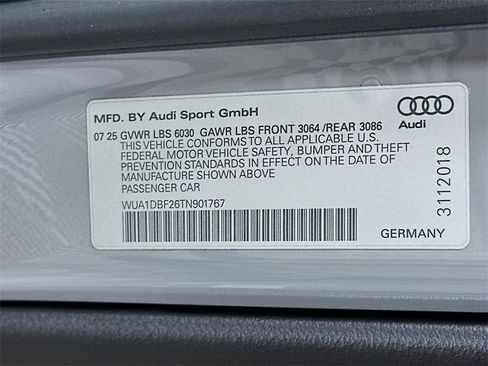 MFD. BY Audi Sport GmbH
07 25 GVWR LBS 6030 GAWR LBS FRONT 3064 /REAR 3086
THIS VEHICLE CONFORMS TO ALL APPLICABLE U.S.
FEDERAL MOTOR VEHICLE SAFETY, BUMPER AND THEFT
PREVENTION STANDARDS IN EFFECT ON THE DATE OF
MANUFACTURE SHOWN ABOVE
PASSENGER CAR
WUA1DBF26TN901767
Audi
3112018
GERMANY